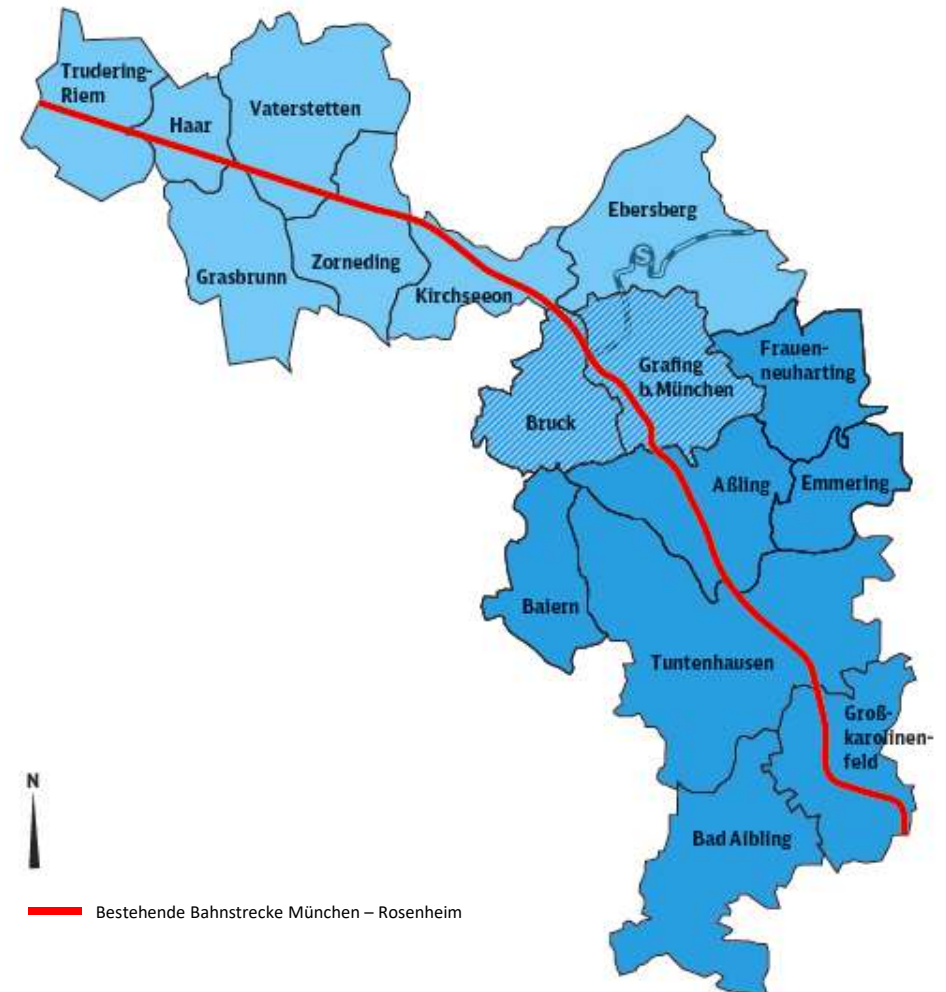 Trudering-
Riem
Haar
Vaterstetten
Ebersberg
S
Zorneding
Grasbrunn
Kirchseeon
Frauen-
neuharting
Grafing
b. München
Bruck
Aßling
Emmering
Baiern
Tuntenhausen
Groß-
karolinen-
feld
N
Bad Aibling
Bestehende Bahnstrecke München – Rosenheim